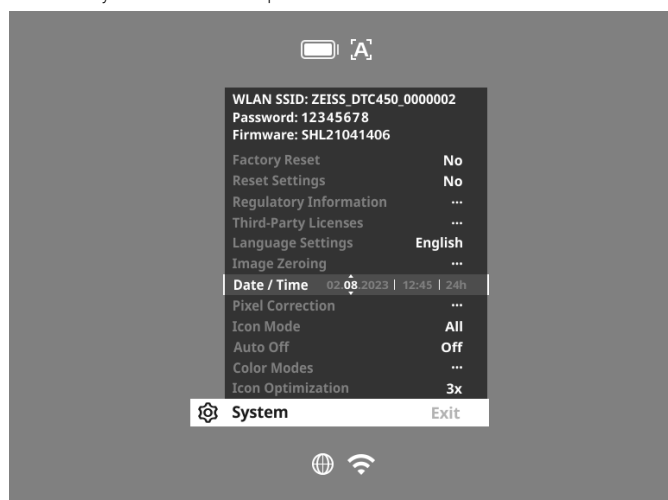 A
WLAN SSID: ZEISS_DTC450_0000002
Password: 12345678
Firmware: SHL21041406
Factory Reset No
Reset Settings No
Regulatory Information ...
Third-Party Licenses ...
Language Settings English
Image Zeroing ...
Date / Time 02.08.2023 | 12:45 | 24h
Pixel Correction ...
Icon Mode All
Auto Off Off
Color Modes ...
Icon Optimization 3x
System Exit